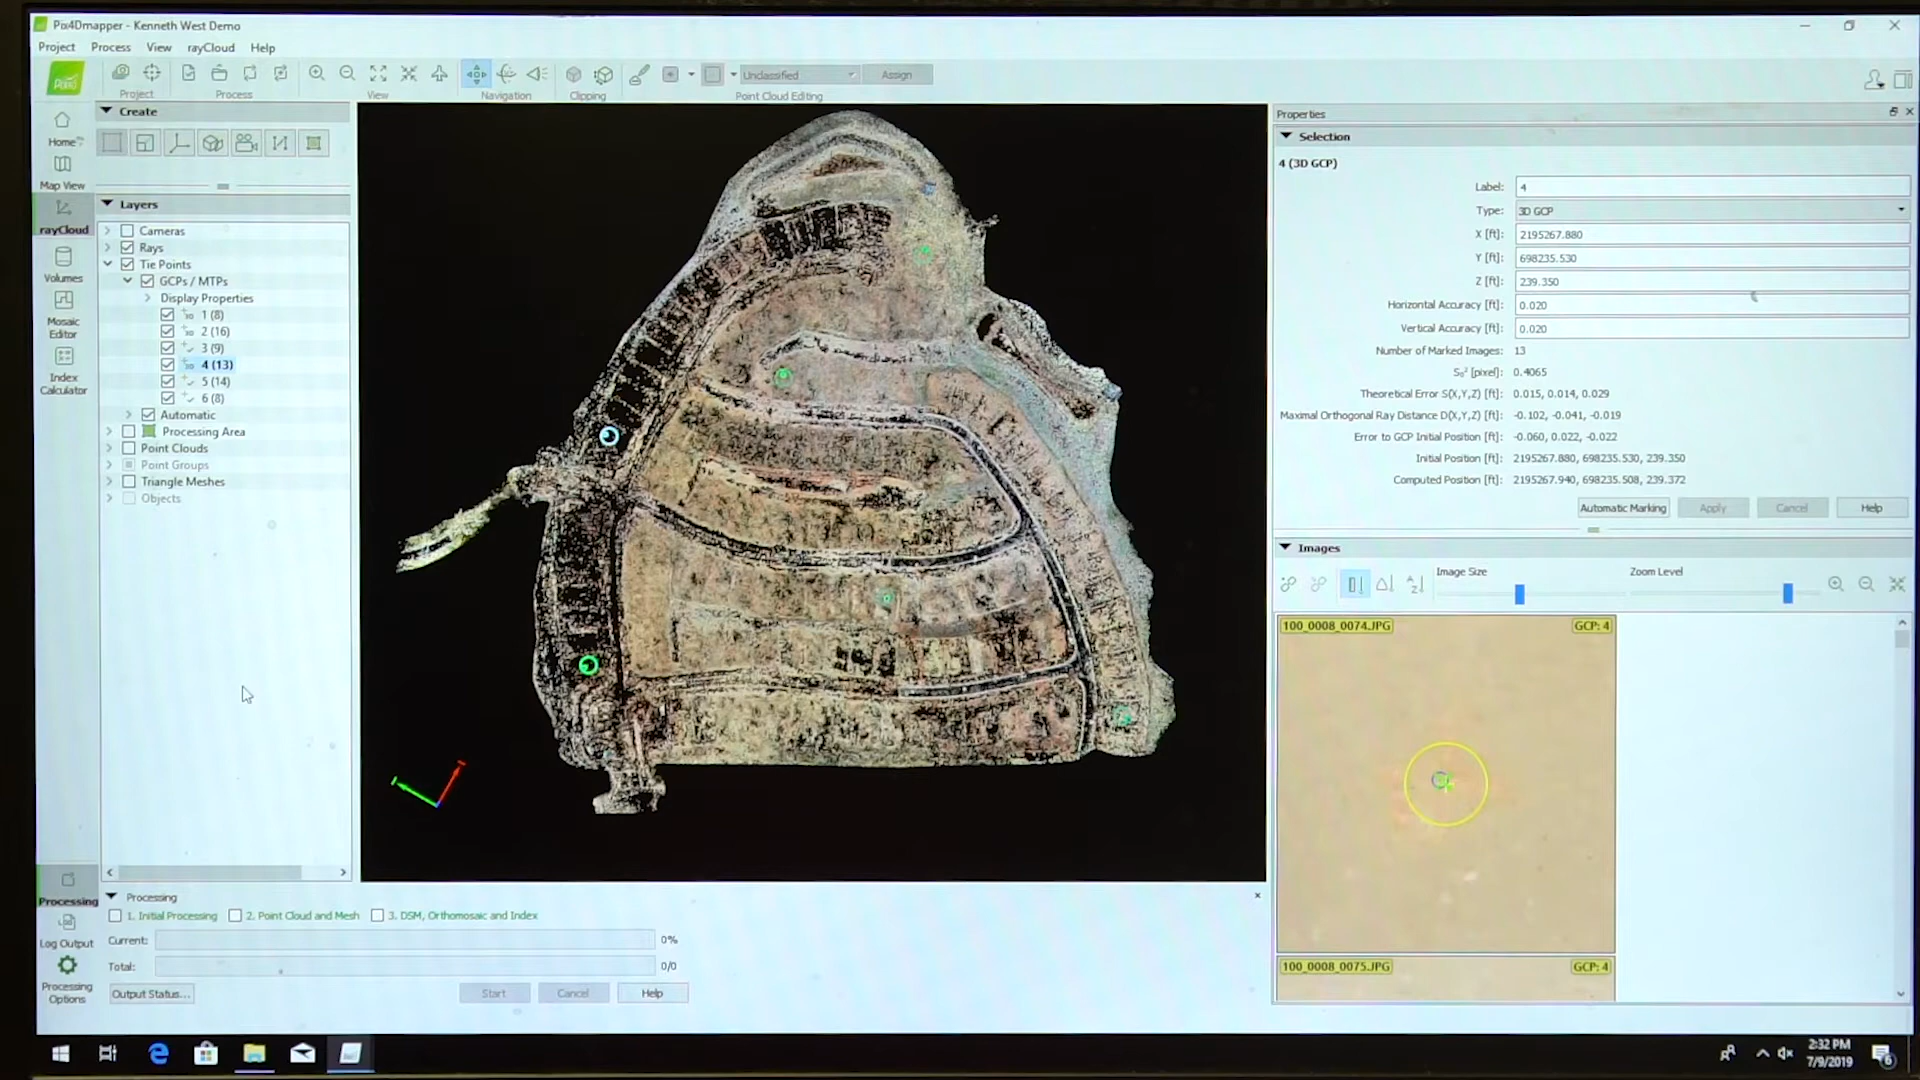 Pix4Dmapper - Kenneth West Demo
Project Process View rayCloud Help
Project Process View Navigation Clipping Point Cloud Editing
Unclassified Assign
Home
Map View
rayCloud
Volumes
Mosaic Editor
Index Calculator
Create
Layers
Cameras
Rays
Tie Points
GCPs / MTPs
Display Properties
1 (8)
2 (16)
3 (9)
4 (13)
5 (14)
6 (8)
Automatic
Processing Area
Point Clouds
Point Groups
Triangle Meshes
Objects
Properties
Selection
4 (3D GCP)
Label: 4
Type: 3D GCP
X [ft]: 2195267.880
Y [ft]: 698235.530
Z [ft]: 239.350
Horizontal Accuracy [ft]: 0.020
Vertical Accuracy [ft]: 0.020
Number of Marked Images: 13
S₀² [pixel]: 0.4065
Theoretical Error S(X,Y,Z) [ft]: 0.015, 0.014, 0.029
Maximal Orthogonal Ray Distance D(X,Y,Z) [ft]: -0.102, -0.041, -0.019
Error to GCP Initial Position [ft]: -0.060, 0.022, -0.022
Initial Position [ft]: 2195267.880, 698235.530, 239.350
Computed Position [ft]: 2195267.940, 698235.508, 239.372
Automatic Marking Apply Cancel Help
Images
Image Size Zoom Level
100_0008_0074.JPG GCP: 4
100_0008_0075.JPG GCP: 4
Processing
Log Output
Processing Options
Processing
1. Initial Processing 2. Point Cloud and Mesh 3. DSM, Orthomosaic and Index
Current: 0%
Total: 0/0
Output Status... Start Cancel Help
2:32 PM
7/9/2019
6